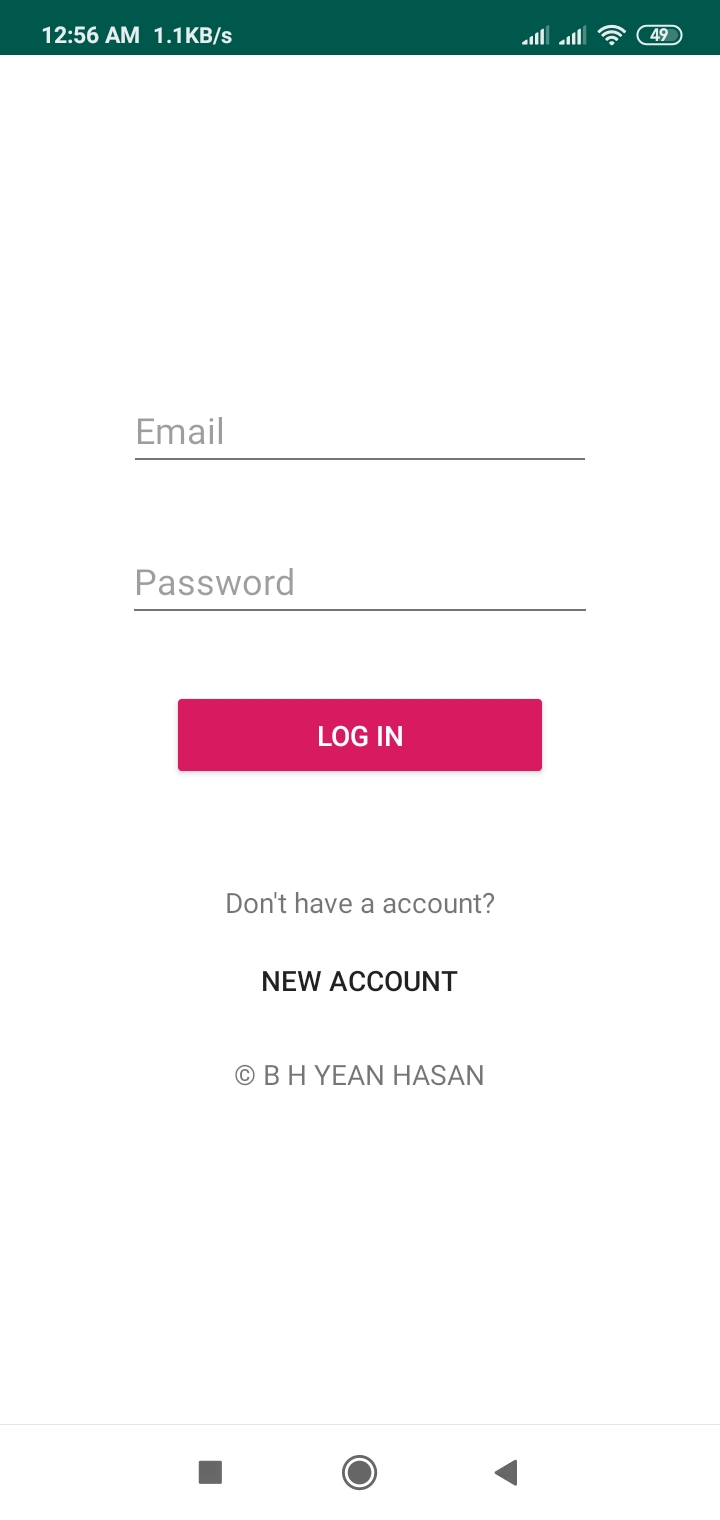 12:56 AM 1.1KB/s 49
Email
Password
LOG IN
Don't have a account?
NEW ACCOUNT
© B H YEAN HASAN